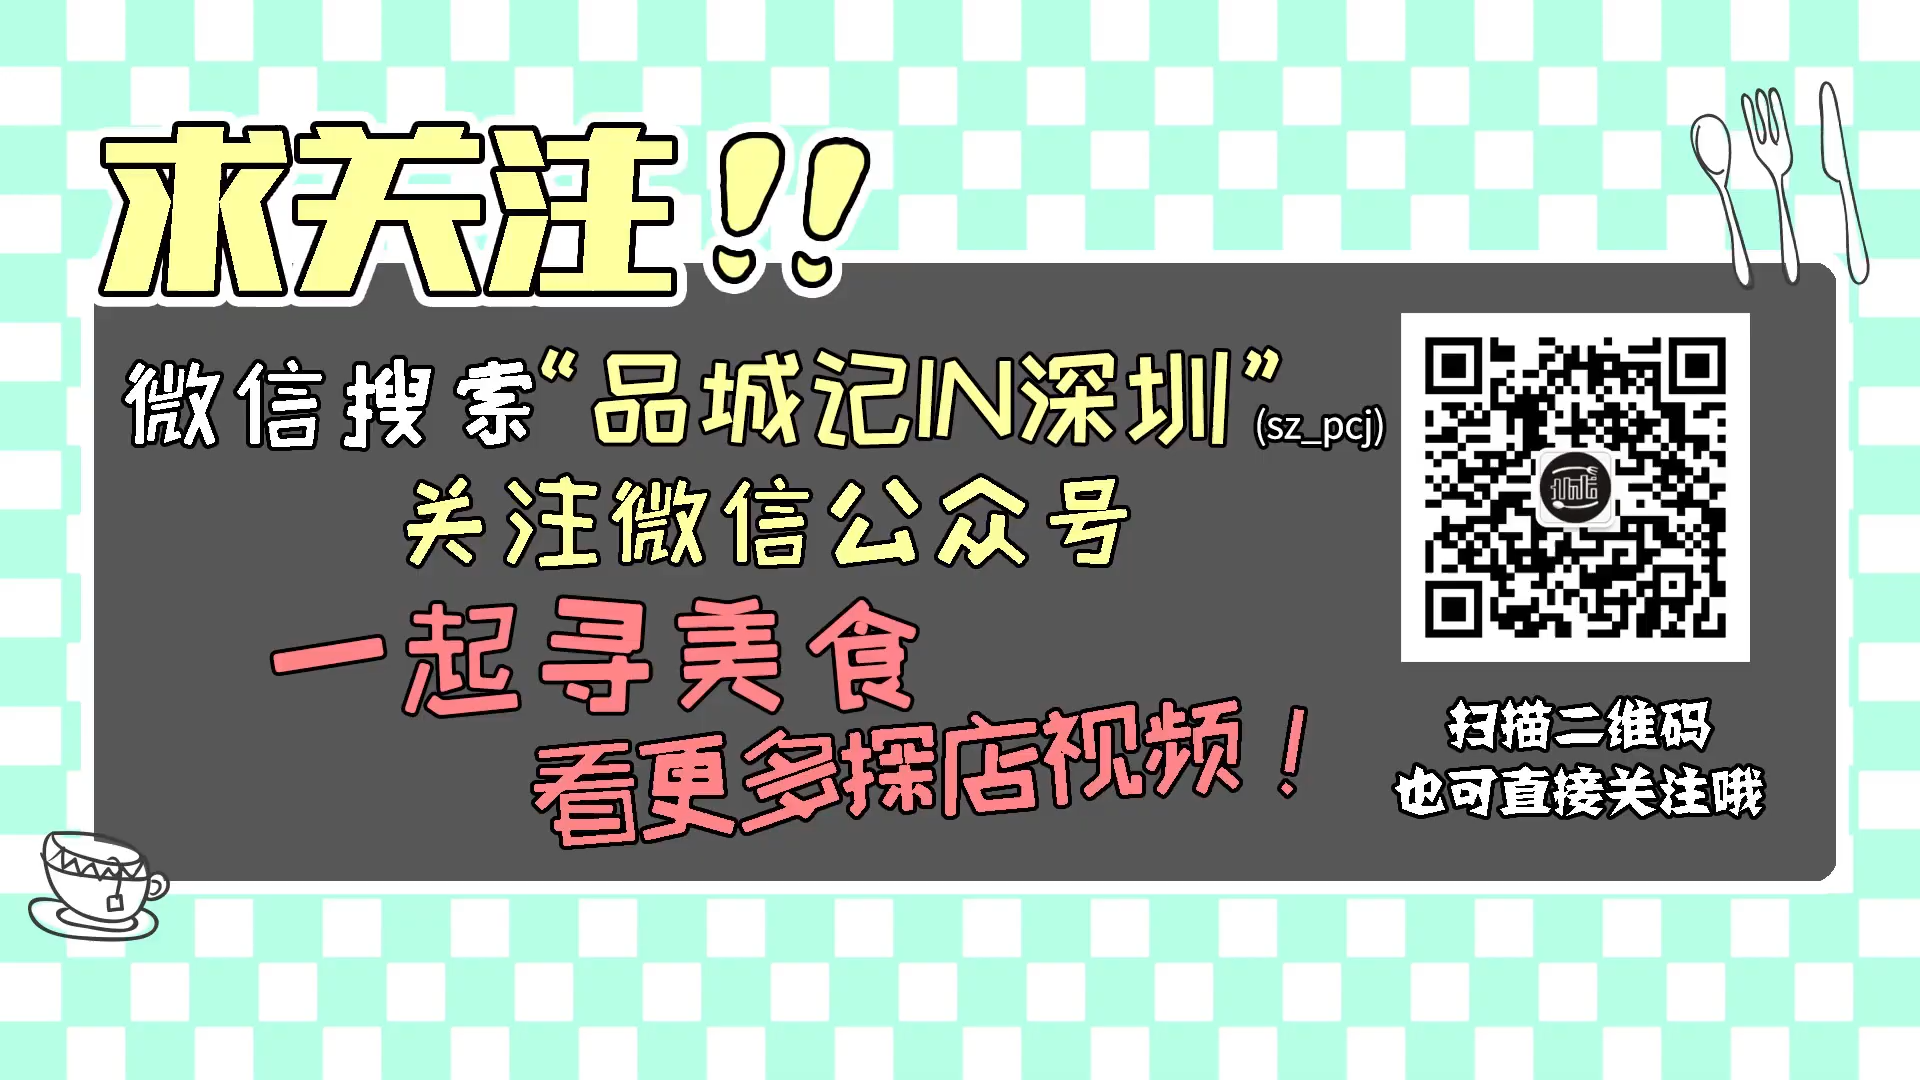 求关注!!
微信搜索“品城记IN深圳”(sz_pcj)
关注微信公众号
一起寻美食
看更多探店视频！
扫描二维码
也可直接关注哦